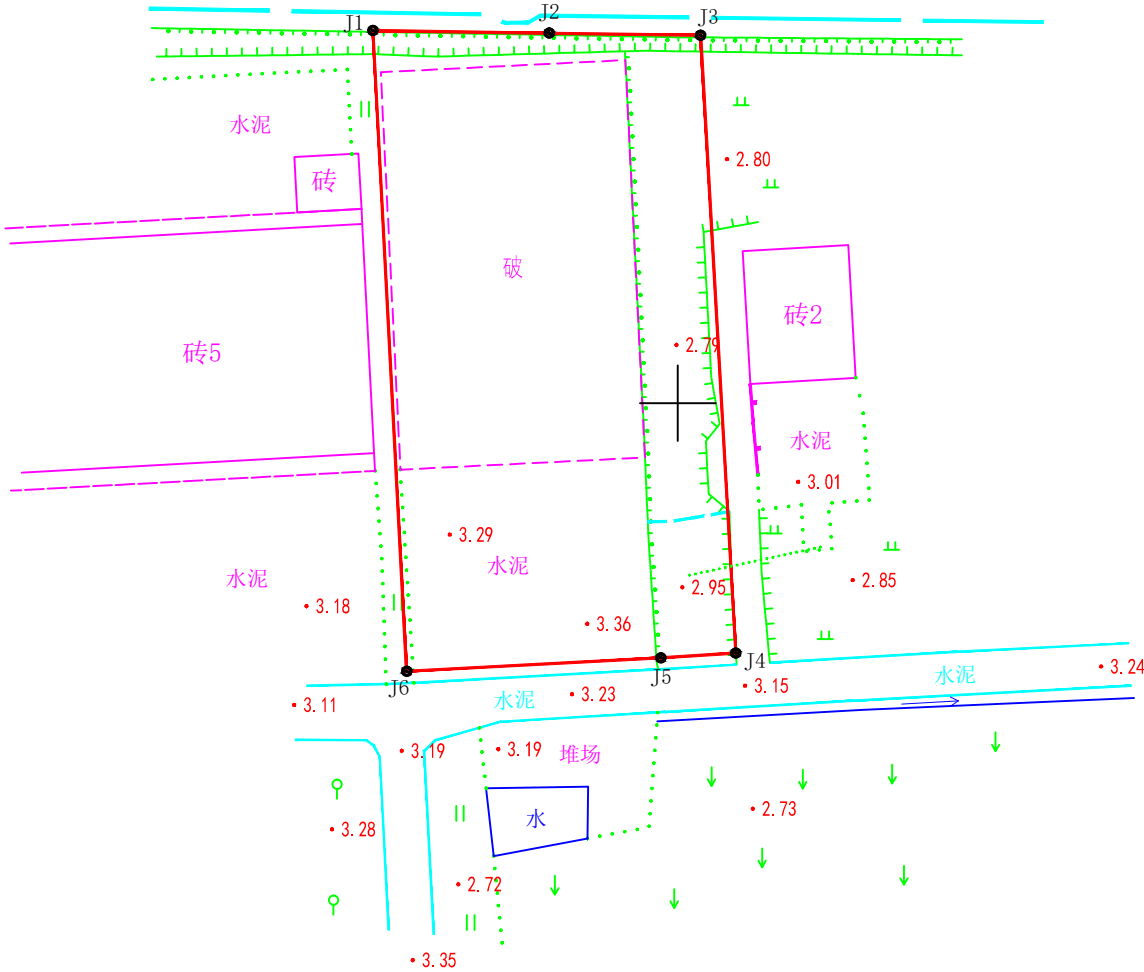 J1
J2
J3
水泥
2.80
砖
破
砖2
砖5
2.79
水泥
3.01
3.29
水泥
水泥
2.95
2.85
3.18
3.36
J4
J5
J6
3.24
水泥
3.15
3.23
水泥
3.11
3.19
3.19
堆场
2.73
水
3.28
2.72
3.35